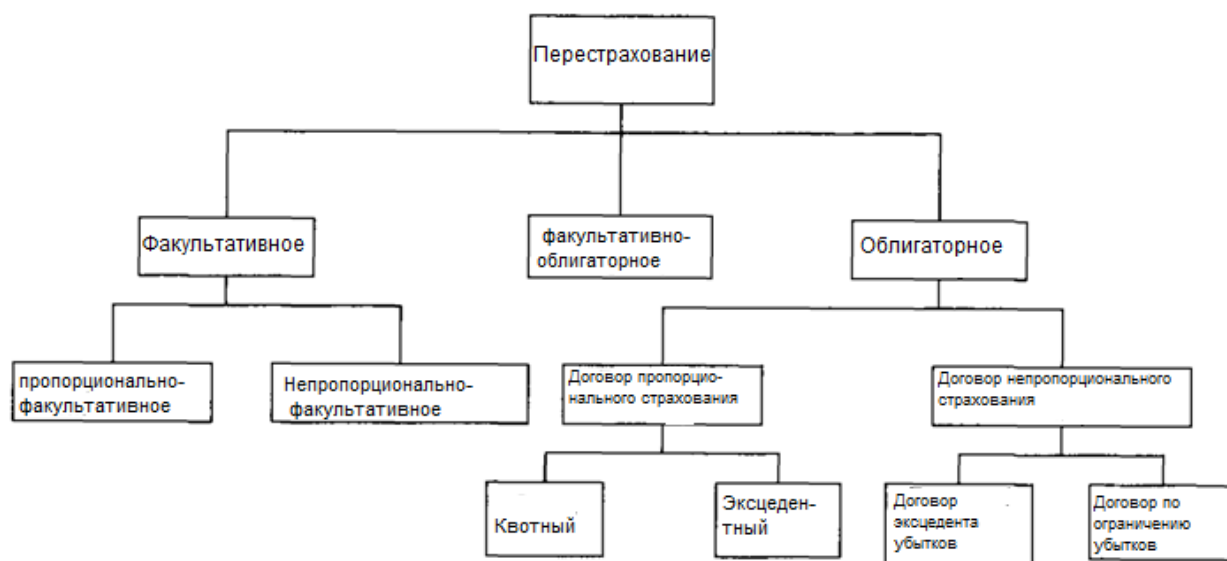 Перестрахование
Факультативное
факультативно-
облигаторное
Облигаторное
пропорционально-
факультативное
Непропорционально-
факультативное
Договор пропорцио-
нального страхования
Договор непропорционального
страхования
Квотный
Эксцеден-
тный
Договор
эксцедента
убытков
Договор по
ограничению
убытков